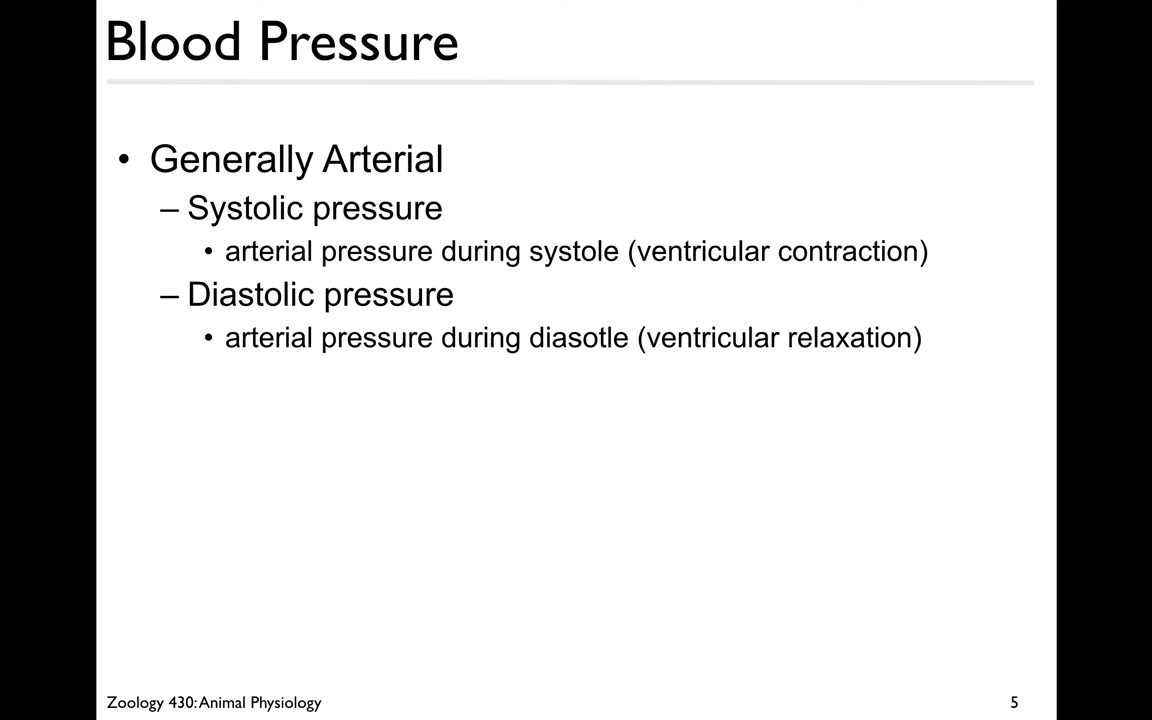 Blood Pressure
• Generally Arterial
– Systolic pressure
• arterial pressure during systole (ventricular contraction)
– Diastolic pressure
• arterial pressure during diasotle (ventricular relaxation)
Zoology 430: Animal Physiology
5